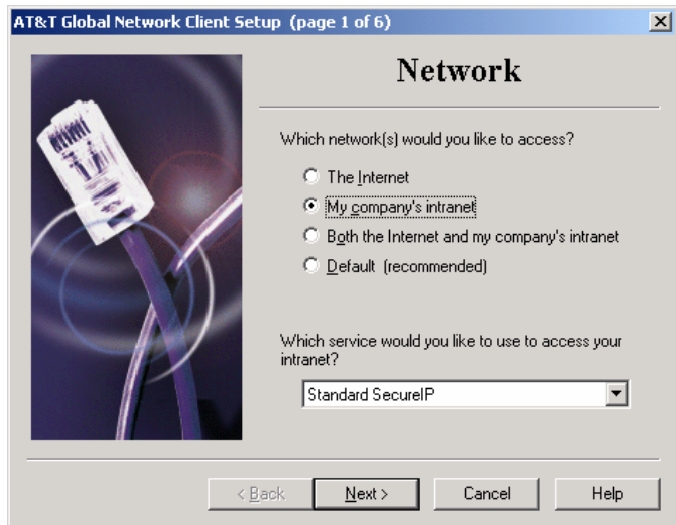 AT&T Global Network Client Setup (page 1 of 6)
Network
Which network(s) would you like to access?
The Internet
My company's intranet
Both the Internet and my company's intranet
Default (recommended)
Which service would you like to use to access your
intranet?
Standard SecureIP
< Back
Next >
Cancel
Help